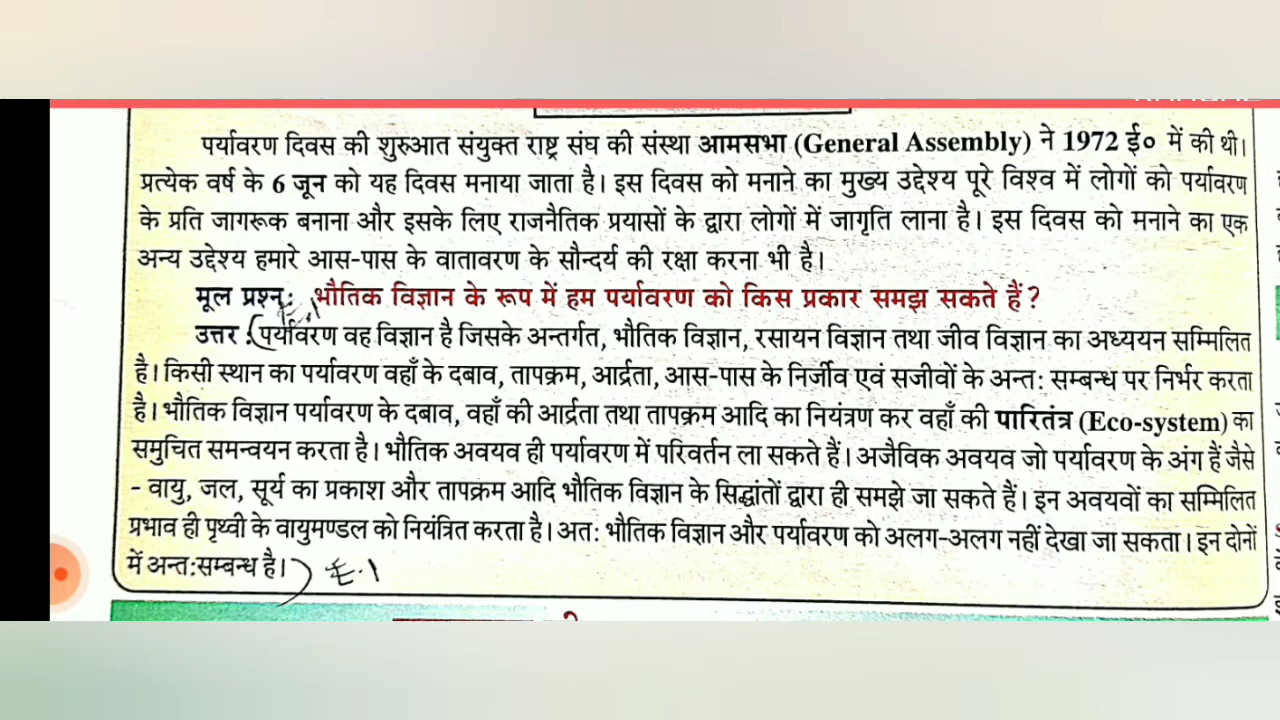 पर्यावरण दिवस की शुरुआत संयुक्त राष्ट्र संघ की संस्था आमसभा (General Assembly) ने 1972 ई० में की थी।
प्रत्येक वर्ष के 6 जून को यह दिवस मनाया जाता है। इस दिवस को मनाने का मुख्य उद्देश्य पूरे विश्व में लोगों को पर्यावरण
के प्रति जागरूक बनाना और इसके लिए राजनैतिक प्रयासों के द्वारा लोगों में जागृति लाना है। इस दिवस को मनाने का एक
अन्य उद्देश्य हमारे आस-पास के वातावरण के सौन्दर्य की रक्षा करना भी है।
मूल प्रश्न: भौतिक विज्ञान के रूप में हम पर्यावरण को किस प्रकार समझ सकते हैं?
उत्तर : पर्यावरण वह विज्ञान है जिसके अन्तर्गत, भौतिक विज्ञान, रसायन विज्ञान तथा जीव विज्ञान का अध्ययन सम्मिलित
है। किसी स्थान का पर्यावरण वहाँ के दबाव, तापक्रम, आर्द्रता, आस-पास के निर्जीव एवं सजीवों के अन्त: सम्बन्ध पर निर्भर करता
है। भौतिक विज्ञान पर्यावरण के दबाव, वहाँ की आर्द्रता तथा तापक्रम आदि का नियंत्रण कर वहाँ की पारितंत्र (Eco-system) का
समुचित समन्वयन करता है। भौतिक अवयव ही पर्यावरण में परिवर्तन ला सकते हैं। अजैविक अवयव जो पर्यावरण के अंग हैं जैसे
- वायु, जल, सूर्य का प्रकाश और तापक्रम आदि भौतिक विज्ञान के सिद्धांतों द्वारा ही समझे जा सकते हैं। इन अवयवों का सम्मिलित
प्रभाव ही पृथ्वी के वायुमण्डल को नियंत्रित करता है। अत: भौतिक विज्ञान और पर्यावरण को अलग-अलग नहीं देखा जा सकता। इन दोनों
में अन्त:सम्बन्ध है।